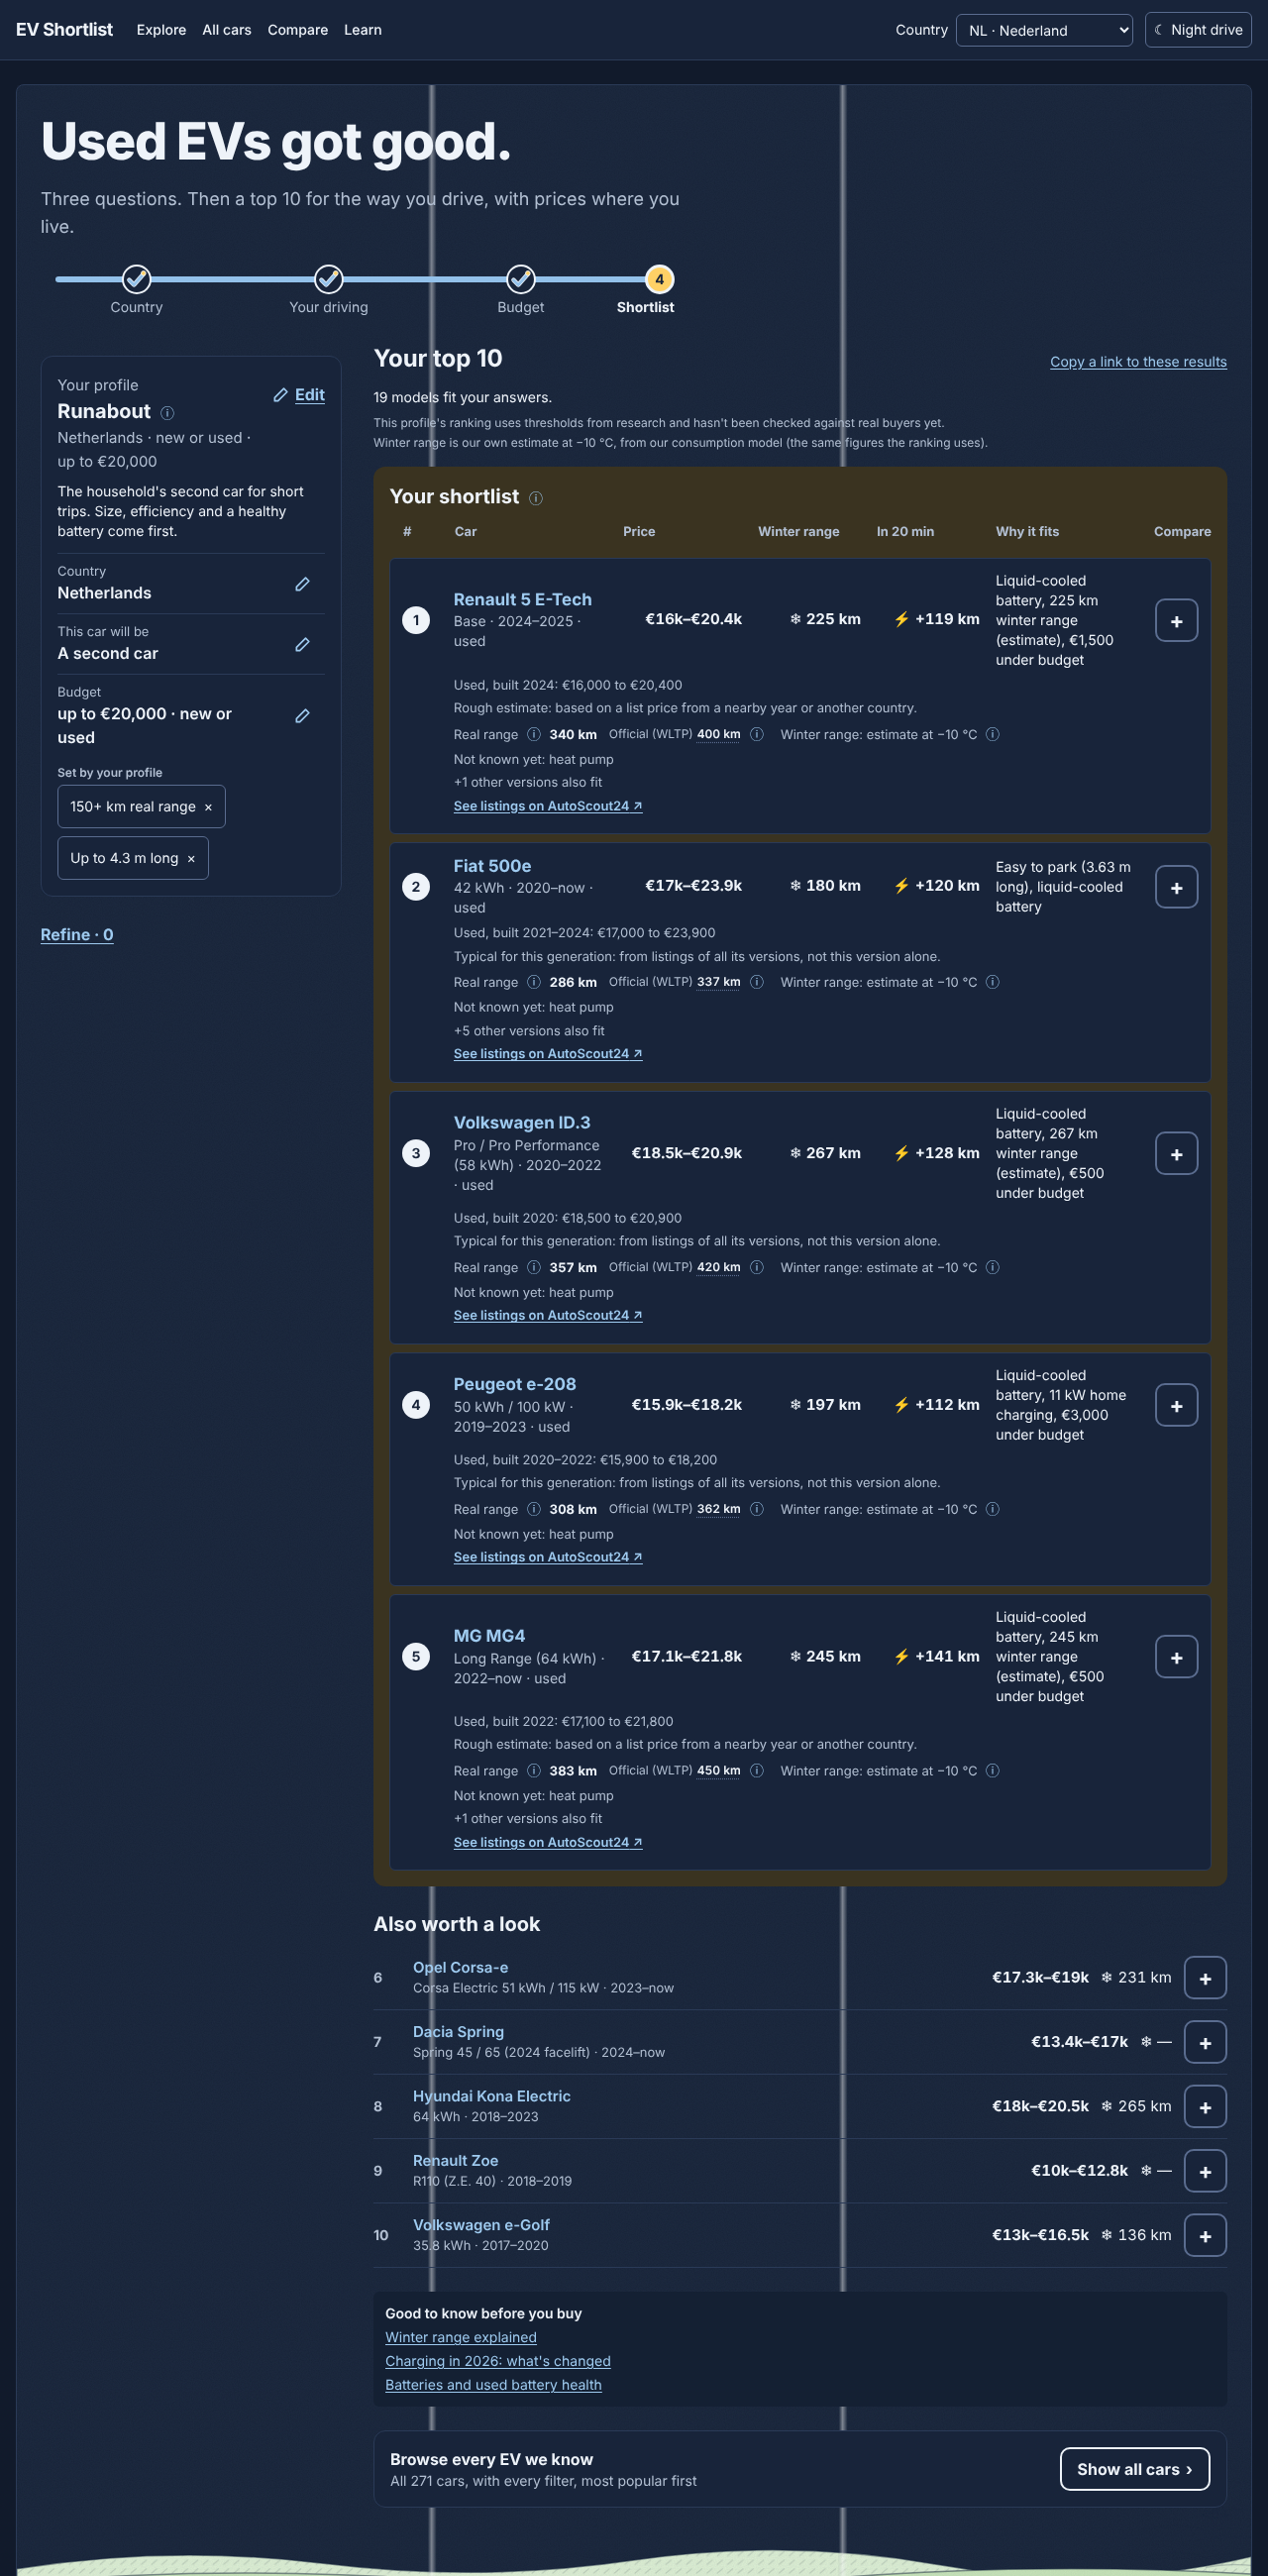 EV Shortlist Explore All cars Compare Learn Country NL · Nederland ☾ Night drive
Used EVs got good.
Three questions. Then a top 10 for the way you drive, with prices where you
live.
4
Country Your driving Budget Shortlist
Your profile
Runabout ⓘ
Edit
Netherlands · new or used ·
up to €20,000
The household's second car for short
trips. Size, efficiency and a healthy
battery come first.
Country
Netherlands
This car will be
A second car
Budget
up to €20,000 · new or
used
Set by your profile
150+ km real range ×
Up to 4.3 m long ×
Refine · 0
Your top 10
Copy a link to these results
19 models fit your answers.
This profile's ranking uses thresholds from research and hasn't been checked against real buyers yet.
Winter range is our own estimate at −10 °C, from our consumption model (the same figures the ranking uses).
Your shortlist ⓘ
# Car Price Winter range In 20 min Why it fits Compare
1
Renault 5 E-Tech
Base · 2024–2025 ·
used
€16k–€20.4k ❄ 225 km ⚡ +119 km
Liquid-cooled
battery, 225 km
winter range
(estimate), €1,500
under budget
+
Used, built 2024: €16,000 to €20,400
Rough estimate: based on a list price from a nearby year or another country.
Real range ⓘ 340 km Official (WLTP) 400 km ⓘ Winter range: estimate at −10 °C ⓘ
Not known yet: heat pump
+1 other versions also fit
See listings on AutoScout24 ↗
2
Fiat 500e
42 kWh · 2020–now ·
used
€17k–€23.9k ❄ 180 km ⚡ +120 km
Easy to park (3.63 m
long), liquid-cooled
battery
+
Used, built 2021–2024: €17,000 to €23,900
Typical for this generation: from listings of all its versions, not this version alone.
Real range ⓘ 286 km Official (WLTP) 337 km ⓘ Winter range: estimate at −10 °C ⓘ
Not known yet: heat pump
+5 other versions also fit
See listings on AutoScout24 ↗
3
Volkswagen ID.3
Pro / Pro Performance
(58 kWh) · 2020–2022
· used
€18.5k–€20.9k ❄ 267 km ⚡ +128 km
Liquid-cooled
battery, 267 km
winter range
(estimate), €500
under budget
+
Used, built 2020: €18,500 to €20,900
Typical for this generation: from listings of all its versions, not this version alone.
Real range ⓘ 357 km Official (WLTP) 420 km ⓘ Winter range: estimate at −10 °C ⓘ
Not known yet: heat pump
See listings on AutoScout24 ↗
4
Peugeot e-208
50 kWh / 100 kW ·
2019–2023 · used
€15.9k–€18.2k ❄ 197 km ⚡ +112 km
Liquid-cooled
battery, 11 kW home
charging, €3,000
under budget
+
Used, built 2020–2022: €15,900 to €18,200
Typical for this generation: from listings of all its versions, not this version alone.
Real range ⓘ 308 km Official (WLTP) 362 km ⓘ Winter range: estimate at −10 °C ⓘ
Not known yet: heat pump
See listings on AutoScout24 ↗
5
MG MG4
Long Range (64 kWh) ·
2022–now · used
€17.1k–€21.8k ❄ 245 km ⚡ +141 km
Liquid-cooled
battery, 245 km
winter range
(estimate), €500
under budget
+
Used, built 2022: €17,100 to €21,800
Rough estimate: based on a list price from a nearby year or another country.
Real range ⓘ 383 km Official (WLTP) 450 km ⓘ Winter range: estimate at −10 °C ⓘ
Not known yet: heat pump
+1 other versions also fit
See listings on AutoScout24 ↗
Also worth a look
6 Opel Corsa-e €17.3k–€19k ❄ 231 km +
Corsa Electric 51 kWh / 115 kW · 2023–now
7 Dacia Spring €13.4k–€17k ❄ — +
Spring 45 / 65 (2024 facelift) · 2024–now
8 Hyundai Kona Electric €18k–€20.5k ❄ 265 km +
64 kWh · 2018–2023
9 Renault Zoe €10k–€12.8k ❄ — +
R110 (Z.E. 40) · 2018–2019
10 Volkswagen e-Golf €13k–€16.5k ❄ 136 km +
35.8 kWh · 2017–2020
Good to know before you buy
Winter range explained
Charging in 2026: what's changed
Batteries and used battery health
Browse every EV we know
All 271 cars, with every filter, most popular first
Show all cars ›